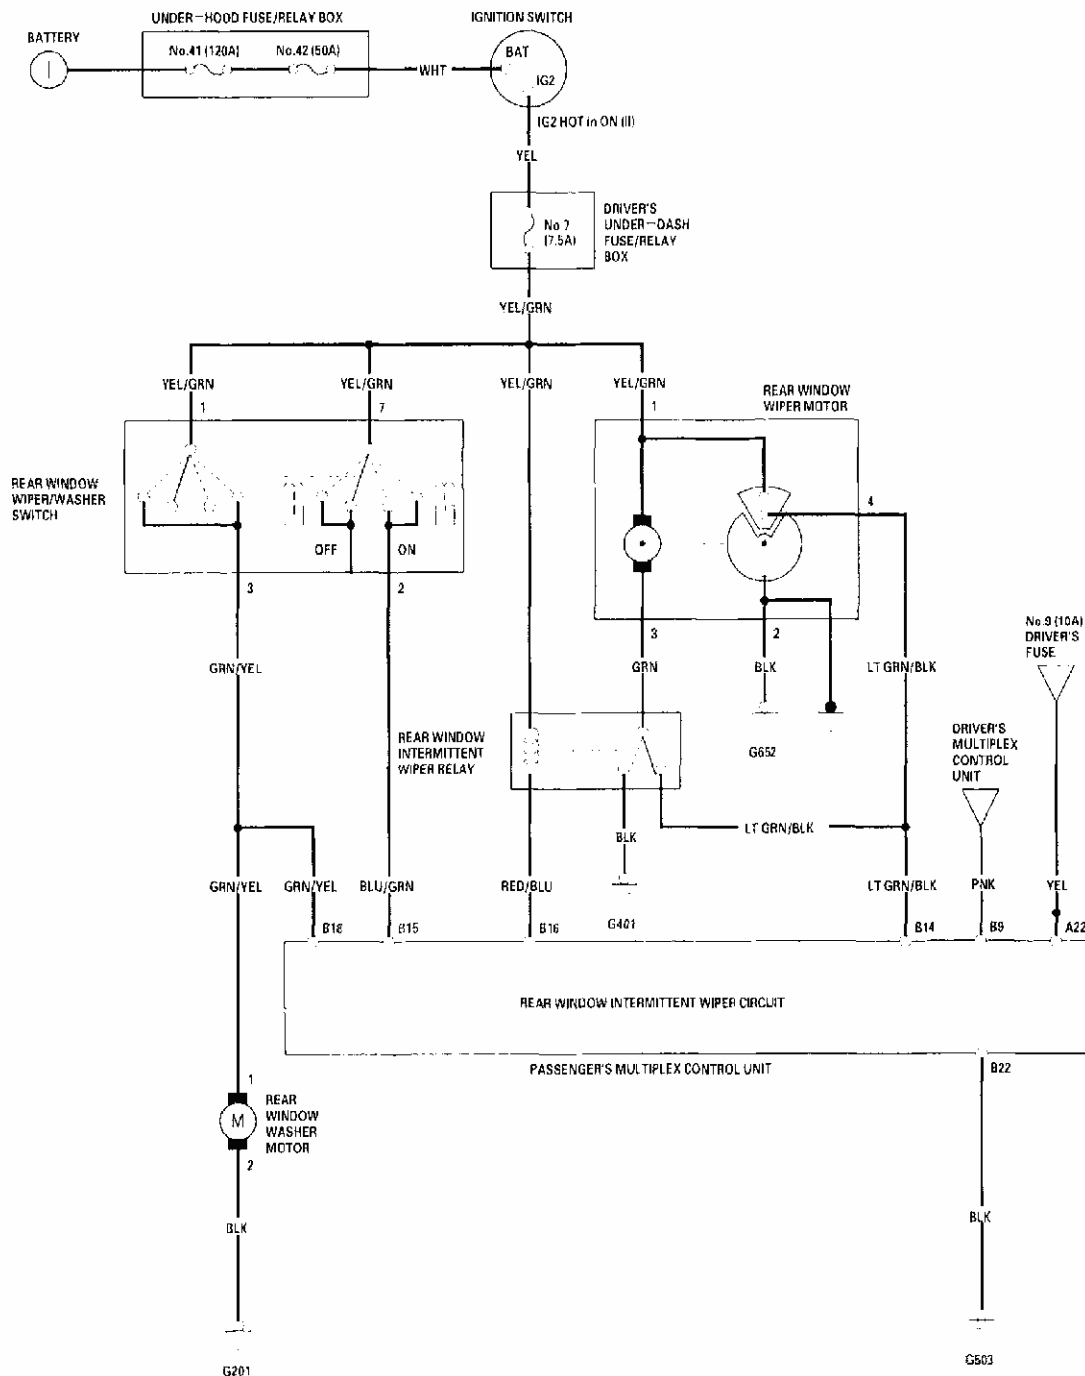 UNDER-HOOD FUSE/RELAY BOX
IGNITION SWITCH
BATTERY
No.41 (120A)
No.42 (50A)
BAT
WHT
IG2
IG2 HOT in ON (II)
YEL
No 7
(7.5A)
DRIVER'S
UNDER-DASH
FUSE/RELAY
BOX
YEL/GRN
YEL/GRN
YEL/GRN
YEL/GRN
YEL/GRN
REAR WINDOW
WIPER MOTOR
1
7
1
REAR WINDOW
WIPER/WASHER
SWITCH
4
OFF
ON
3
2
3
2
No.9 (10A)
DRIVER'S
FUSE
GRN/YEL
GRN
BLK
LT GRN/BLK
REAR WINDOW
INTERMITTENT
WIPER RELAY
G652
DRIVER'S
MULTIPLEX
CONTROL
UNIT
BLK
LT GRN/BLK
GRN/YEL
GRN/YEL
BLU/GRN
RED/BLU
LT GRN/BLK
PNK
YEL
B18
B15
B16
G401
B14
B9
A22
REAR WINDOW INTERMITTENT WIPER CIRCUIT
PASSENGER'S MULTIPLEX CONTROL UNIT
B22
1
REAR
WINDOW
WASHER
MOTOR
M
2
BLK
BLK
G201
G503